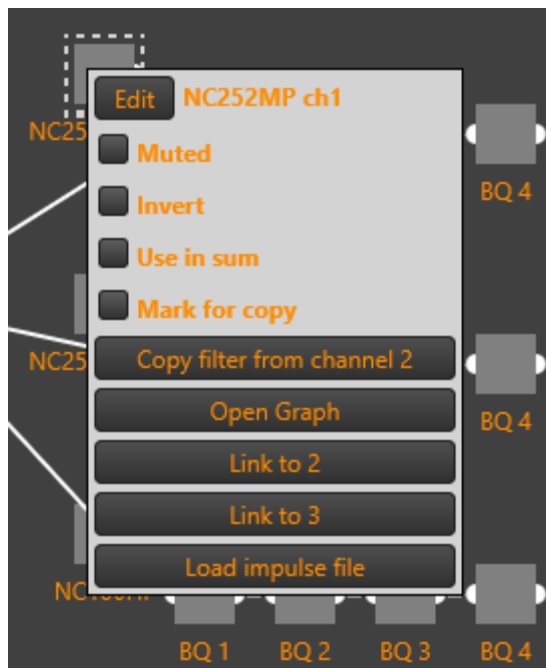 Edit NC252MP ch1
NC25
Muted
BQ 4
Invert
Use in sum
Mark for copy
NC25
Copy filter from channel 2
Open Graph
BQ 4
Link to 2
Link to 3
Load impulse file
BQ 1 BQ 2 BQ 3 BQ 4